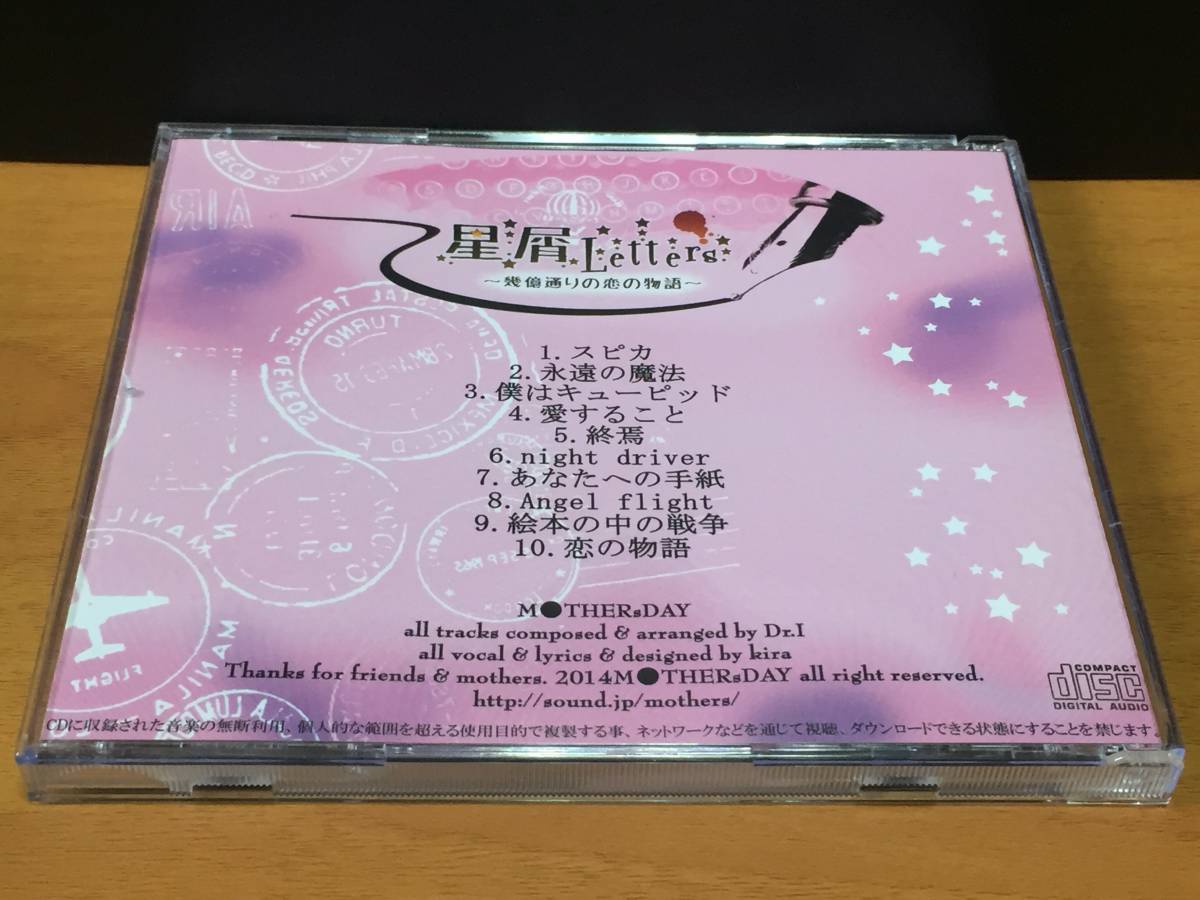 星屑Letters
～幾億通りの恋の物語～
1.スピカ
2.永遠の魔法
3.僕はキューピッド
4.愛すること
5.終焉
6.night driver
7.あなたへの手紙
8.Angel flight
9.絵本の中の戦争
10.恋の物語
M●THERsDAY
all tracks composed & arranged by Dr.I
all vocal & lyrics & designed by kira
Thanks for friends & mothers. 2014M●THERsDAY all right reserved.
http://sound.jp/mothers/
COMPACT
disc
DIGITAL AUDIO
CDに収録された音楽の無断利用、個人的な範囲を超える使用目的で複製する事、ネットワークなどを通じて視聴、ダウンロードできる状態にすることを禁じます。
AIR
TURNO
MANILA
FLIGHT